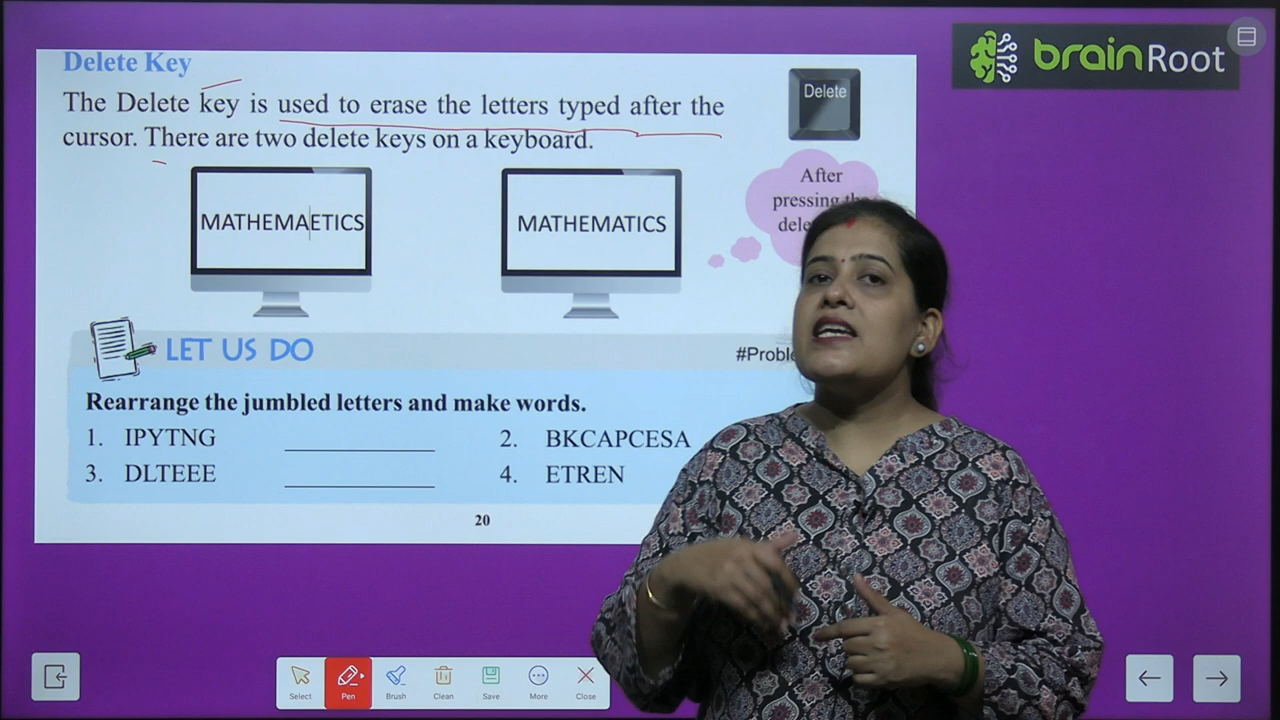 Delete Key
The Delete key is used to erase the letters typed after the
cursor. There are two delete keys on a keyboard.
Delete
brainRoot
MATHEMAETICS
MATHEMATICS
After
pressing
LET US DO
Rearrange the jumbled letters and make words.
1. IPYTNG
2. BKCAPCESA
3. DLTEEE
4. ETREN
20
Select
Pen
Brush
Clean
Save
More
Close